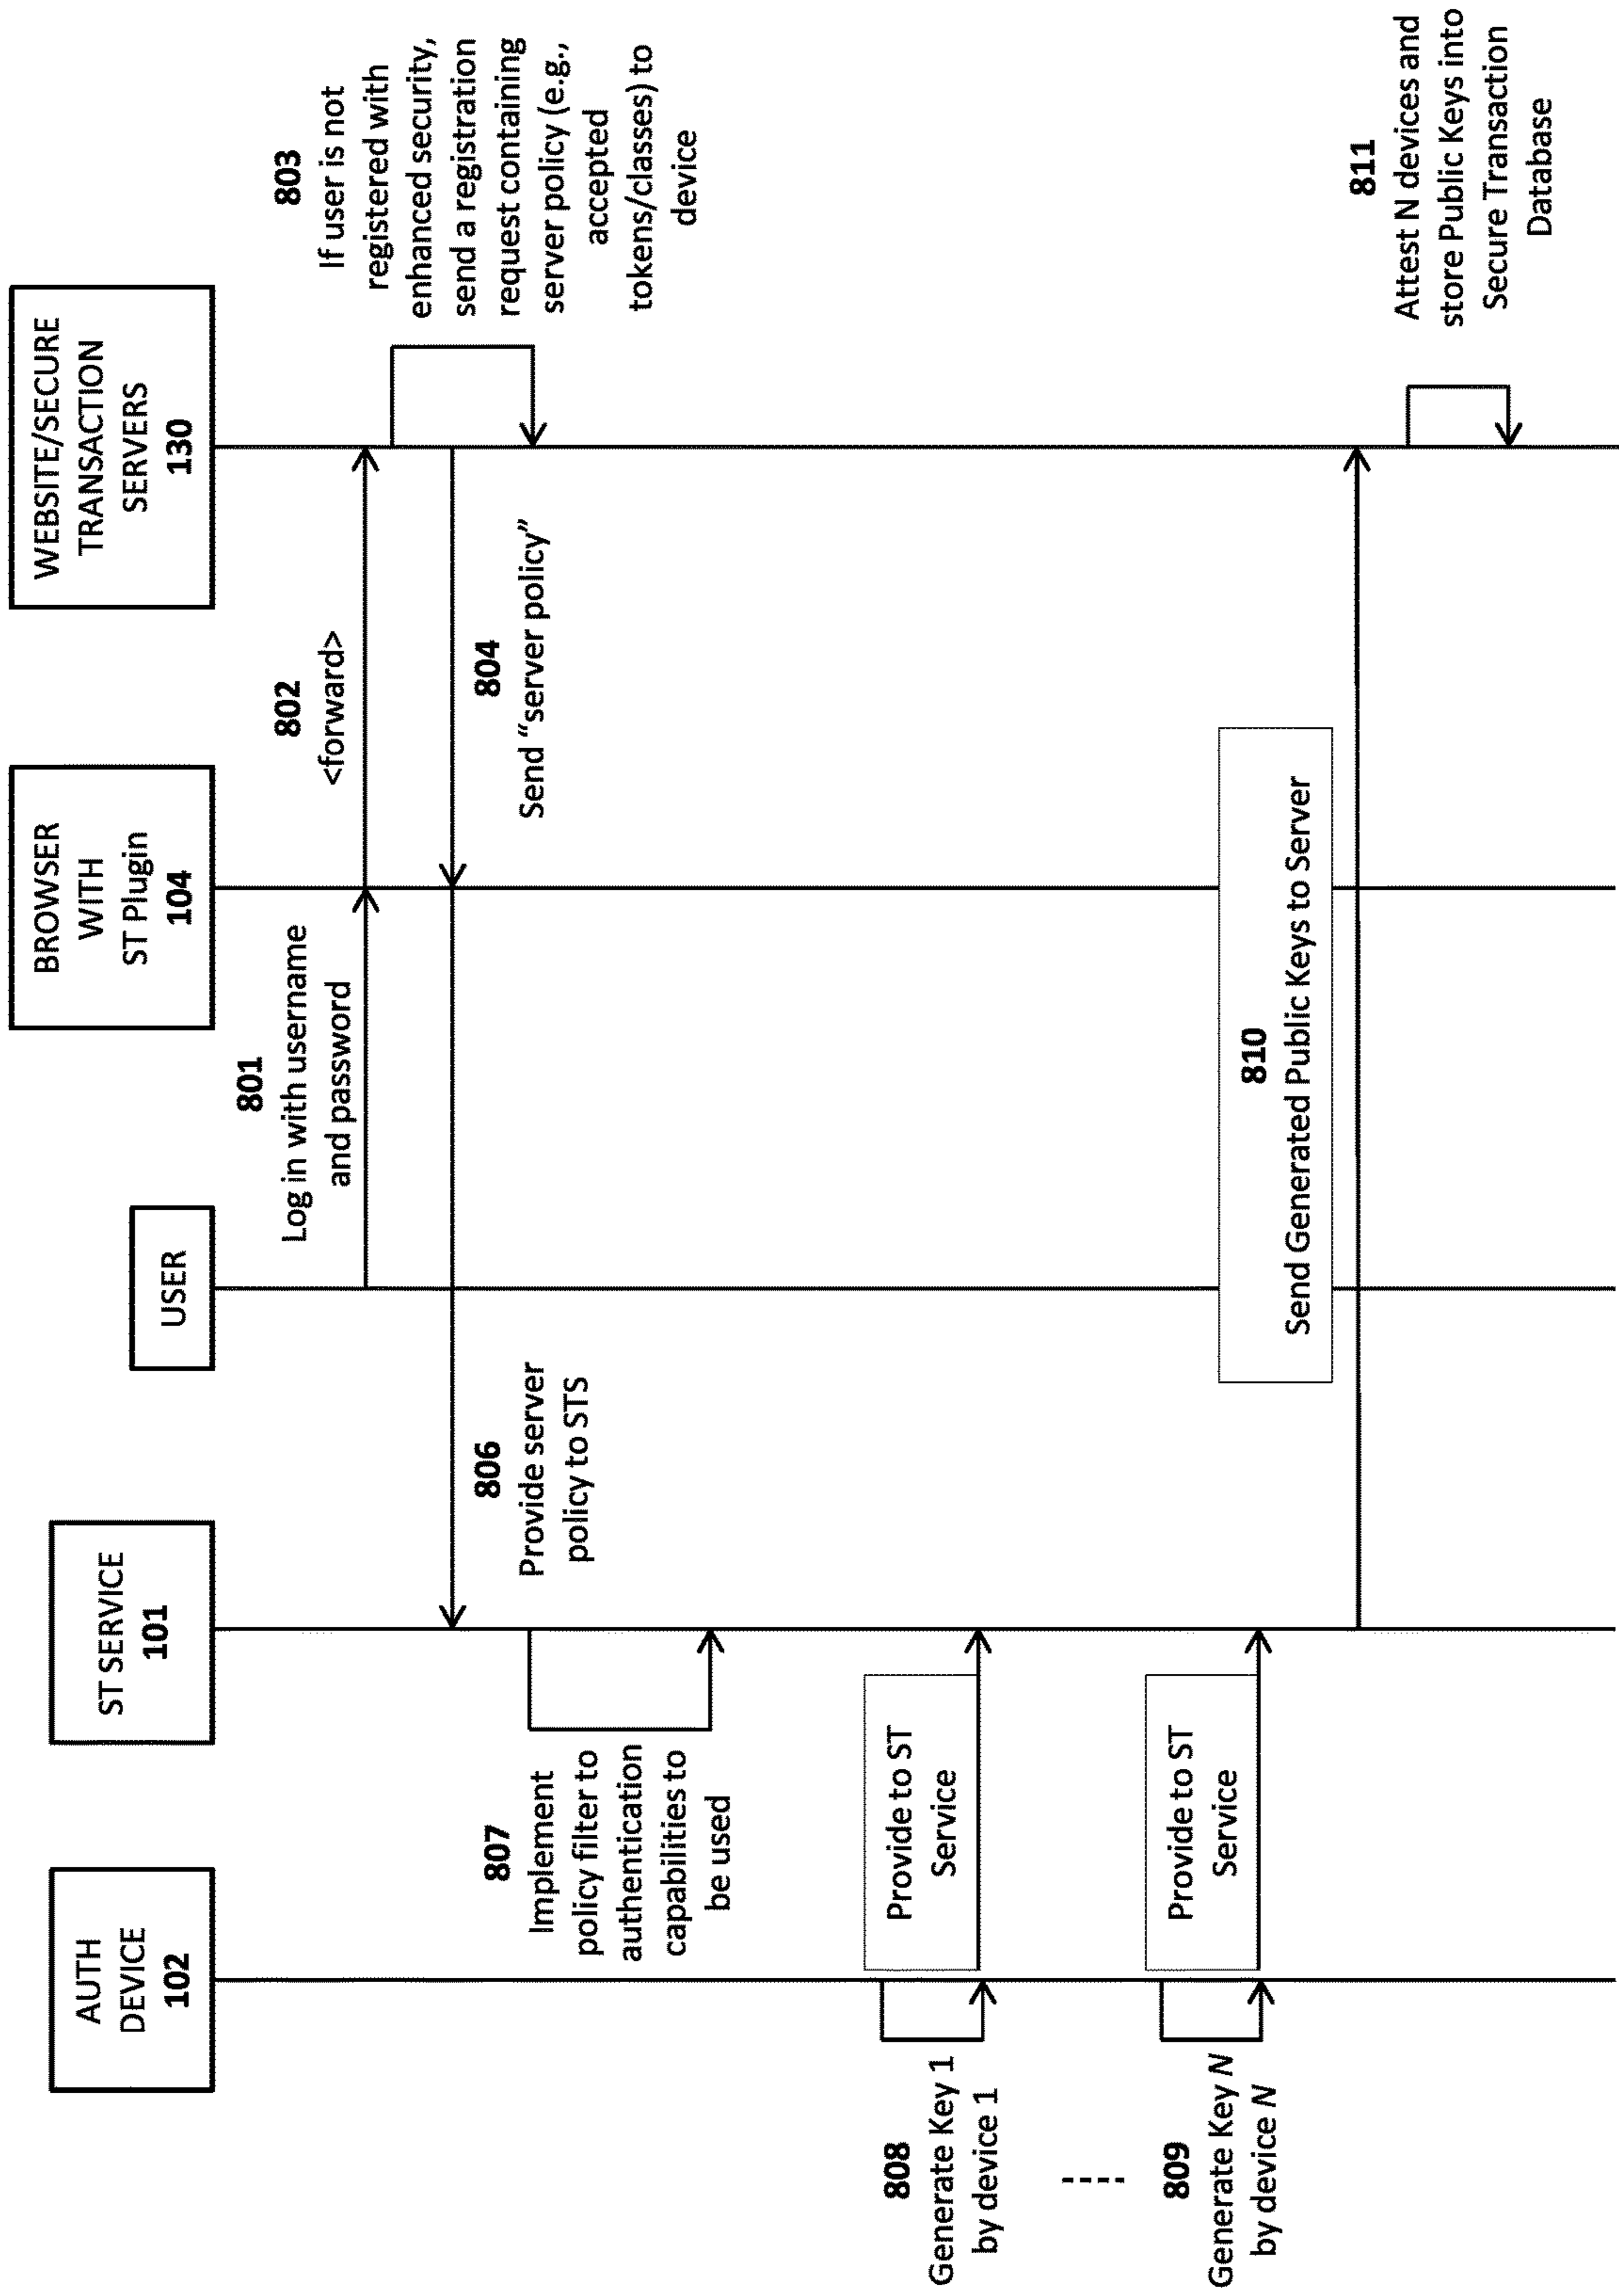 AUTH
DEVICE
102
ST SERVICE
101
USER
BROWSER
WITH
ST Plugin
104
WEBSITE/SECURE
TRANSACTION
SERVERS
130
801
Log in with username
and password
802
<forward>
803
If user is not
registered with
enhanced security,
send a registration
request containing
server policy (e.g.,
accepted
tokens/classes) to
device
804
Send “server policy”
806
Provide server
policy to STS
807
Implement
policy filter to
authentication
capabilities to
be used
808
Generate Key 1
by device 1
Provide to ST
Service
809
Generate Key N
by device N
Provide to ST
Service
810
Send Generated Public Keys to Server
811
Attest N devices and
store Public Keys into
Secure Transaction
Database